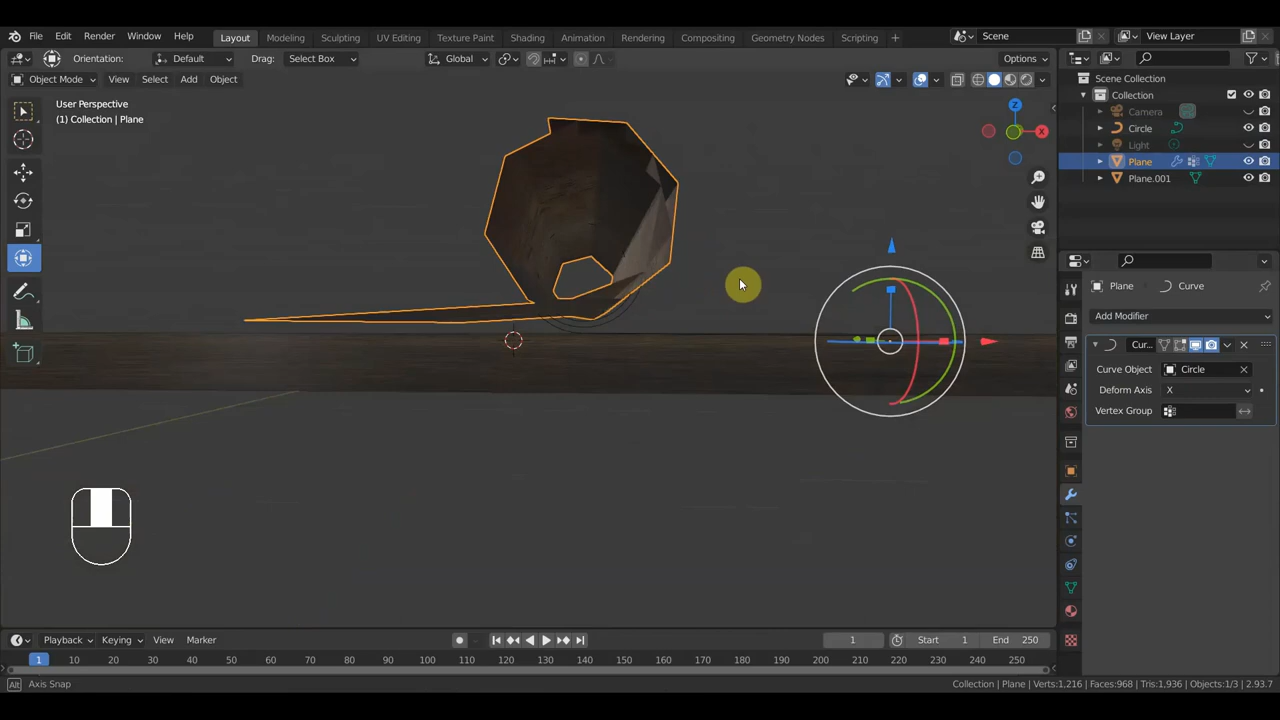 File Edit Render Window Help Layout Modeling Sculpting UV Editing Texture Paint Shading Animation Rendering Compositing Geometry Nodes Scripting + Scene View Layer
Orientation: Default Drag: Select Box Global Options
Object Mode View Select Add Object
User Perspective
(1) Collection | Plane
Z
X
Scene Collection
Collection
Camera
Circle
Light
Plane
Plane.001
Plane Curve
Add Modifier
Cur..
Curve Object Circle
Deform Axis X
Vertex Group
Playback Keying View Marker 1 Start 1 End 250
1 10 20 30 40 50 60 70 80 90 100 110 120 130 140 150 160 170 180 190 200 210 220 230 240 250
Alt Axis Snap Collection | Plane | Verts:1,216 | Faces:968 | Tris:1,936 | Objects:1/3 | 2.93.7